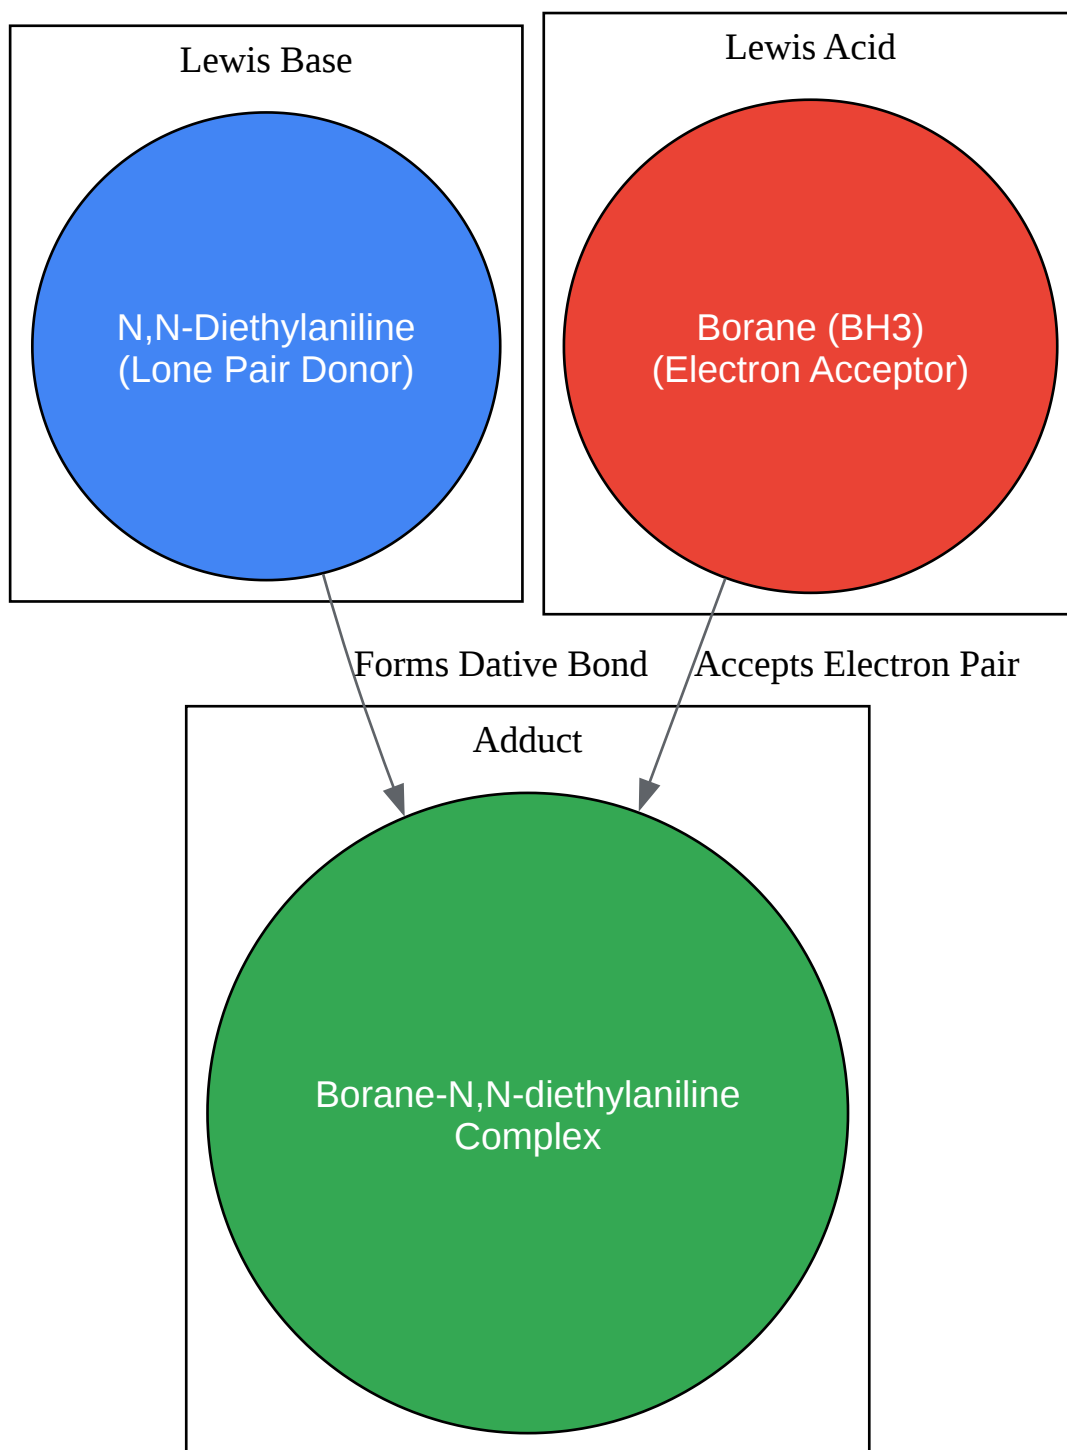 Lewis Base
Lewis Acid
N,N-Diethylaniline
(Lone Pair Donor)
Borane (BH3)
(Electron Acceptor)
Forms Dative Bond
Accepts Electron Pair
Adduct
Borane-N,N-diethylaniline
Complex